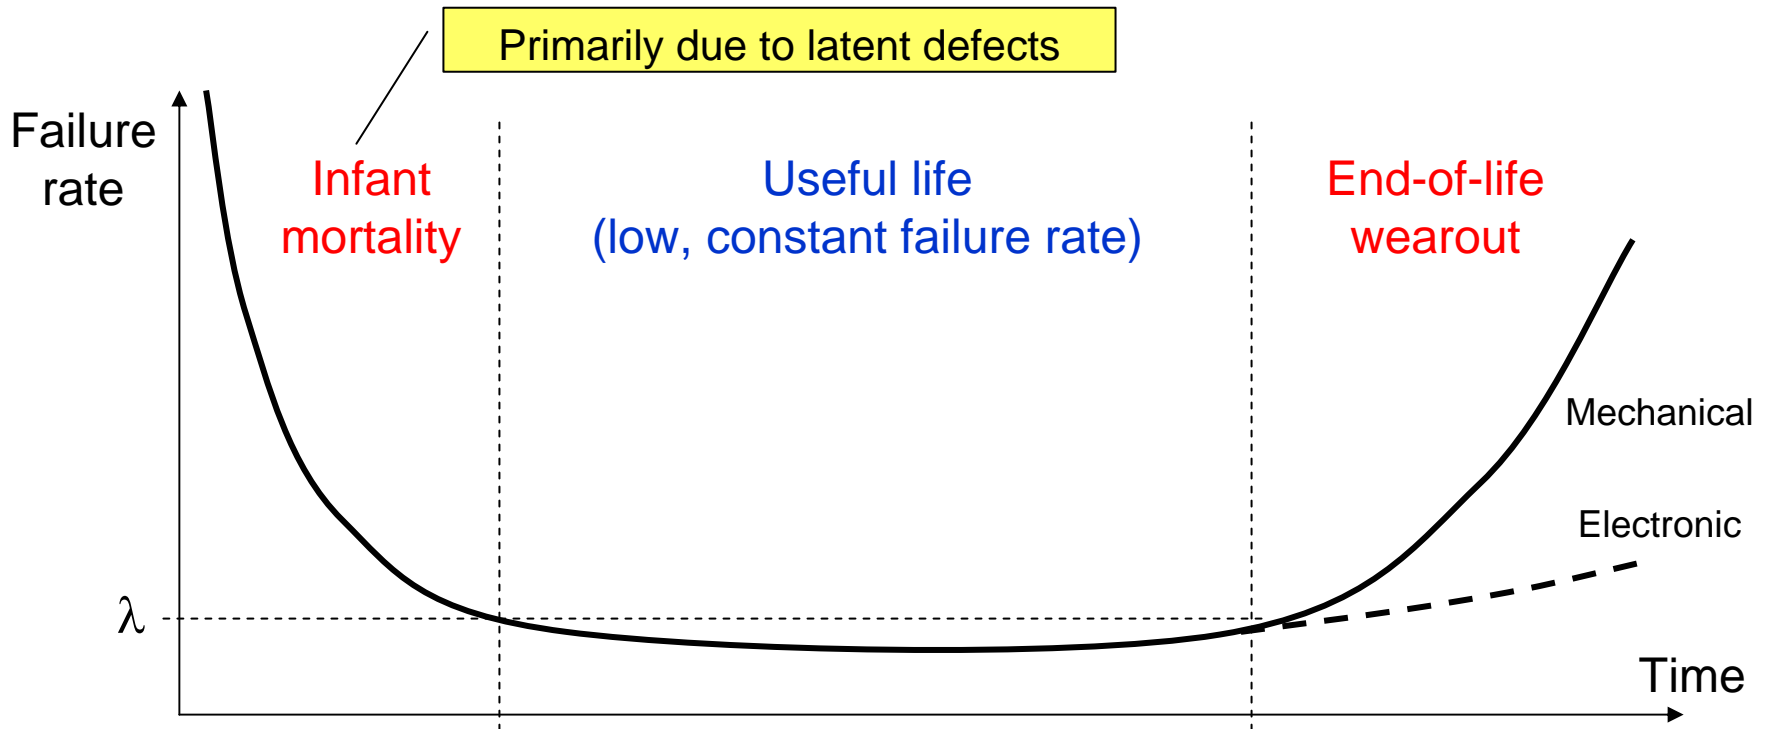 Primarily due to latent defects
Failure
rate
Infant
mortality
Useful life
(low, constant failure rate)
End-of-life
wearout
Mechanical
Electronic
λ
Time